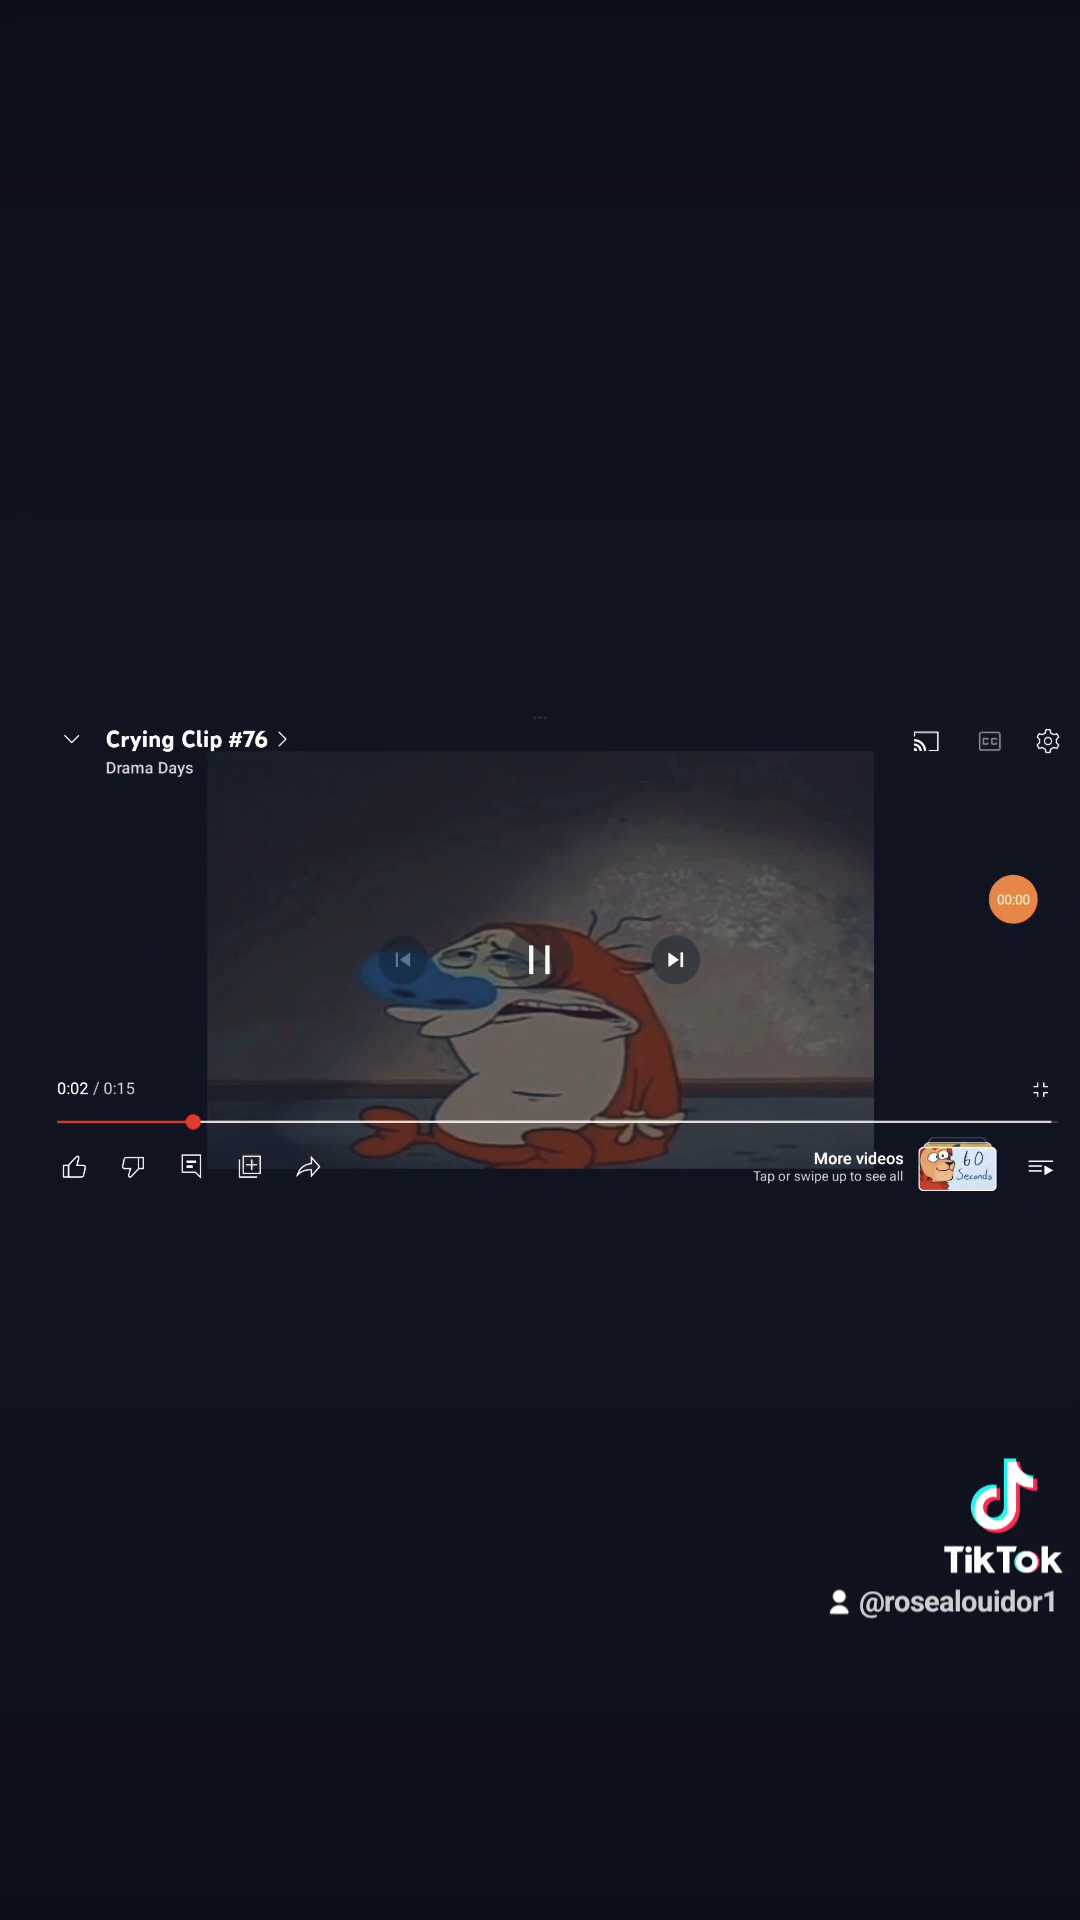 Crying Clip #76
Drama Days
CC
00:00
0:02 / 0:15
More videos
Tap or swipe up to see all
60
Seconds
TikTok
@rosealouidor1